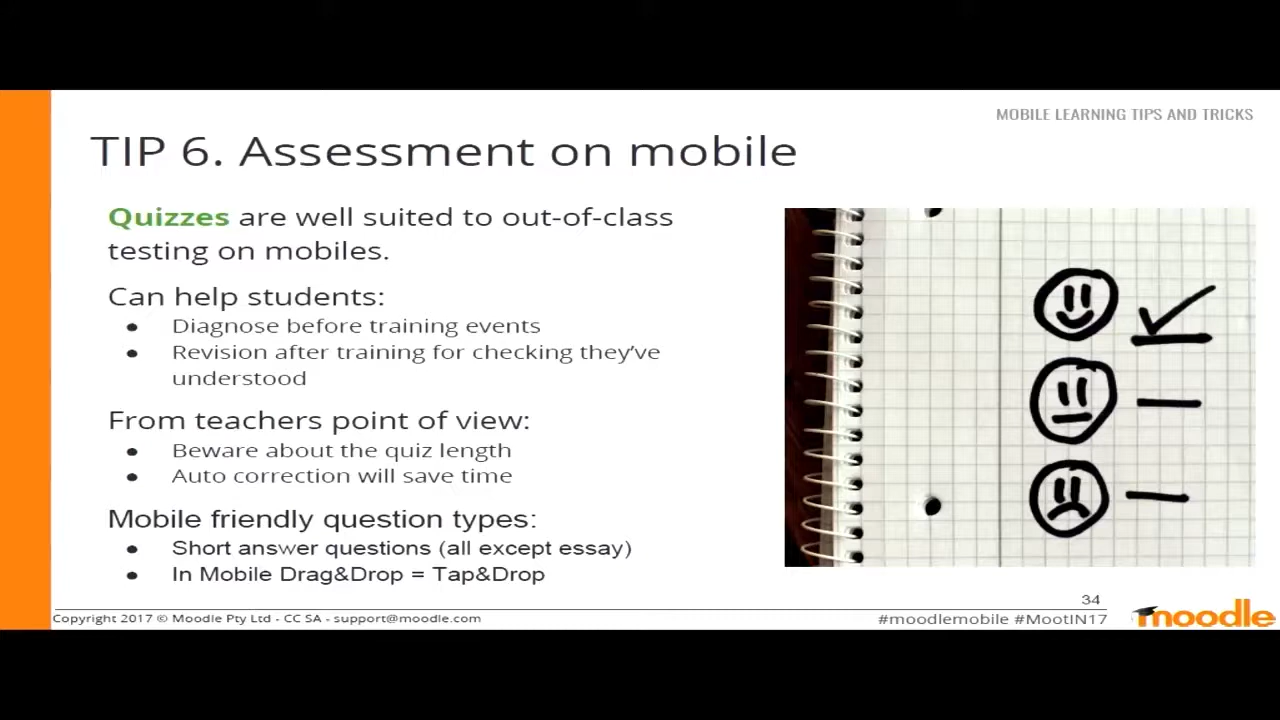 MOBILE LEARNING TIPS AND TRICKS
TIP 6. Assessment on mobile
Quizzes are well suited to out-of-class
testing on mobiles.
Can help students:
● Diagnose before training events
● Revision after training for checking they've
understood
From teachers point of view:
● Beware about the quiz length
● Auto correction will save time
Mobile friendly question types:
● Short answer questions (all except essay)
● In Mobile Drag&Drop = Tap&Drop
34
Copyright 2017 © Moodle Pty Ltd - CC SA - support@moodle.com
#moodlemobile #MootIN17
moodle